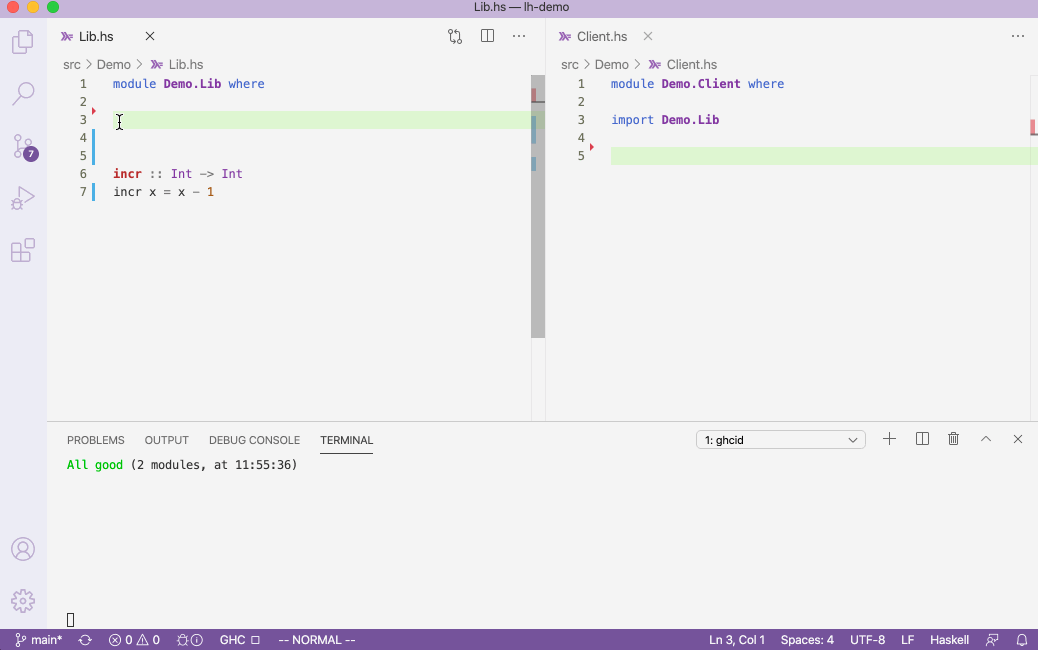 Lib.hs — lh-demo
Lib.hs
src > Demo > Lib.hs
1 module Demo.Lib where
2
3
4
5
6 incr :: Int -> Int
7 incr x = x - 1
Client.hs
src > Demo > Client.hs
1 module Demo.Client where
2
3 import Demo.Lib
4
5
7
PROBLEMS OUTPUT DEBUG CONSOLE TERMINAL 1: ghcid
All good (2 modules, at 11:55:36)
main* 0 0 GHC -- NORMAL -- Ln 3, Col 1 Spaces: 4 UTF-8 LF Haskell